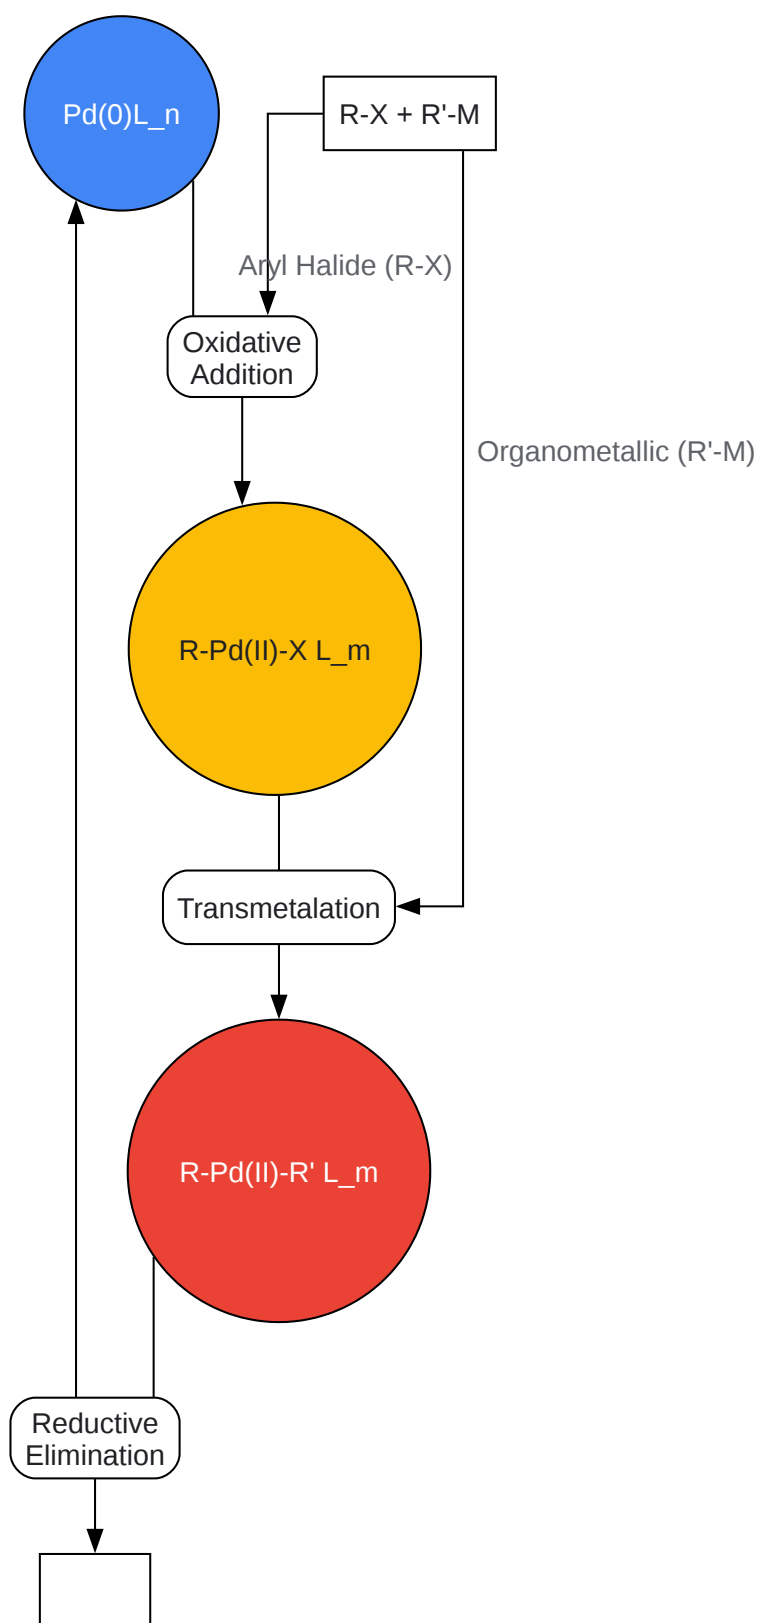 Pd(0)L_n
R-X + R'-M
Aryl Halide (R-X)
Oxidative
Addition
Organometallic (R'-M)
R-Pd(II)-X L_m
Transmetalation
R-Pd(II)-R' L_m
Reductive
Elimination